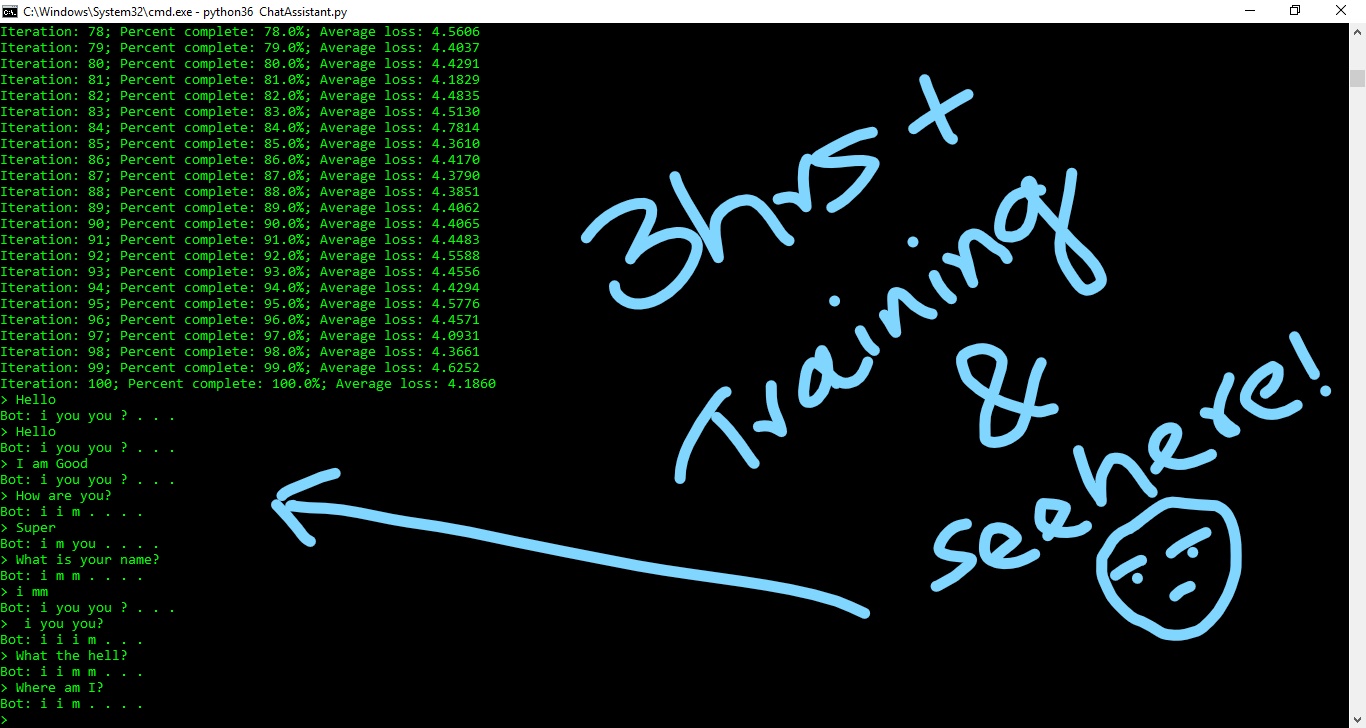 C:\Windows\System32\cmd.exe - python36 ChatAssistant.py
Iteration: 78; Percent complete: 78.0%; Average loss: 4.5606
Iteration: 79; Percent complete: 79.0%; Average loss: 4.4037
Iteration: 80; Percent complete: 80.0%; Average loss: 4.4291
Iteration: 81; Percent complete: 81.0%; Average loss: 4.1829
Iteration: 82; Percent complete: 82.0%; Average loss: 4.4835
Iteration: 83; Percent complete: 83.0%; Average loss: 4.5130
Iteration: 84; Percent complete: 84.0%; Average loss: 4.7814
Iteration: 85; Percent complete: 85.0%; Average loss: 4.3610
Iteration: 86; Percent complete: 86.0%; Average loss: 4.4170
Iteration: 87; Percent complete: 87.0%; Average loss: 4.3790
Iteration: 88; Percent complete: 88.0%; Average loss: 4.3851
Iteration: 89; Percent complete: 89.0%; Average loss: 4.4062
Iteration: 90; Percent complete: 90.0%; Average loss: 4.4065
Iteration: 91; Percent complete: 91.0%; Average loss: 4.4483
Iteration: 92; Percent complete: 92.0%; Average loss: 4.5588
Iteration: 93; Percent complete: 93.0%; Average loss: 4.4556
Iteration: 94; Percent complete: 94.0%; Average loss: 4.4294
Iteration: 95; Percent complete: 95.0%; Average loss: 4.5776
Iteration: 96; Percent complete: 96.0%; Average loss: 4.4571
Iteration: 97; Percent complete: 97.0%; Average loss: 4.0931
Iteration: 98; Percent complete: 98.0%; Average loss: 4.3661
Iteration: 99; Percent complete: 99.0%; Average loss: 4.6252
Iteration: 100; Percent complete: 100.0%; Average loss: 4.1860
> Hello
Bot: i you you ? . . .
> Hello
Bot: i you you ? . . .
> I am Good
Bot: i you you ? . . .
> How are you?
Bot: i i m . . . .
> Super
Bot: i m you . . . .
> What is your name?
Bot: i m m . . . .
> i mm
Bot: i you you ? . . .
>  i you you?
Bot: i i i m . . .
> What the hell?
Bot: i i m m . . .
> Where am I?
Bot: i i m . . . .
>
3hrs +
Training
&
see here!